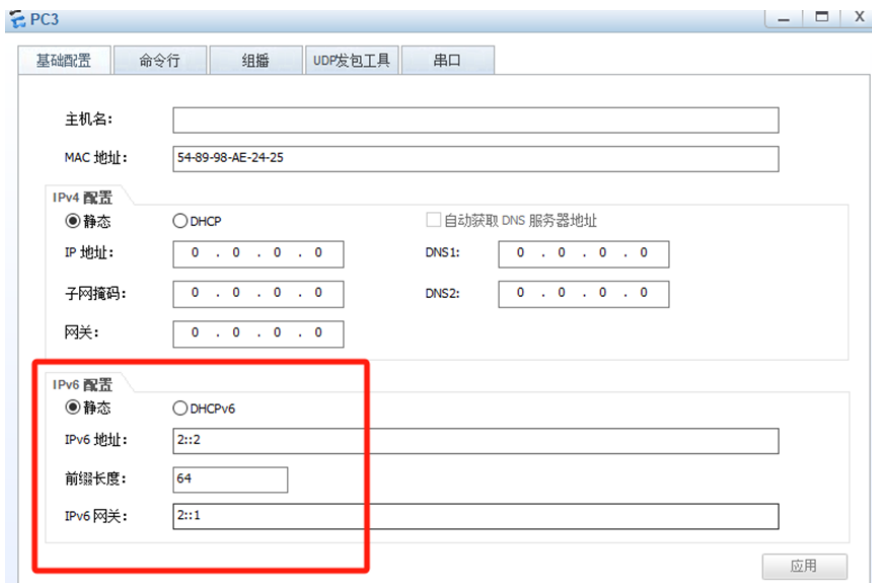 PC3
基础配置 命令行 组播 UDP发包工具 串口
主机名:
MAC 地址: 54-89-98-AE-24-25
IPv4 配置
静态 DHCP 自动获取 DNS 服务器地址
IP 地址: 0 . 0 . 0 . 0 DNS1: 0 . 0 . 0 . 0
子网掩码: 0 . 0 . 0 . 0 DNS2: 0 . 0 . 0 . 0
网关: 0 . 0 . 0 . 0
IPv6 配置
静态 DHCPv6
IPv6 地址: 2::2
前缀长度: 64
IPv6 网关: 2::1
应用